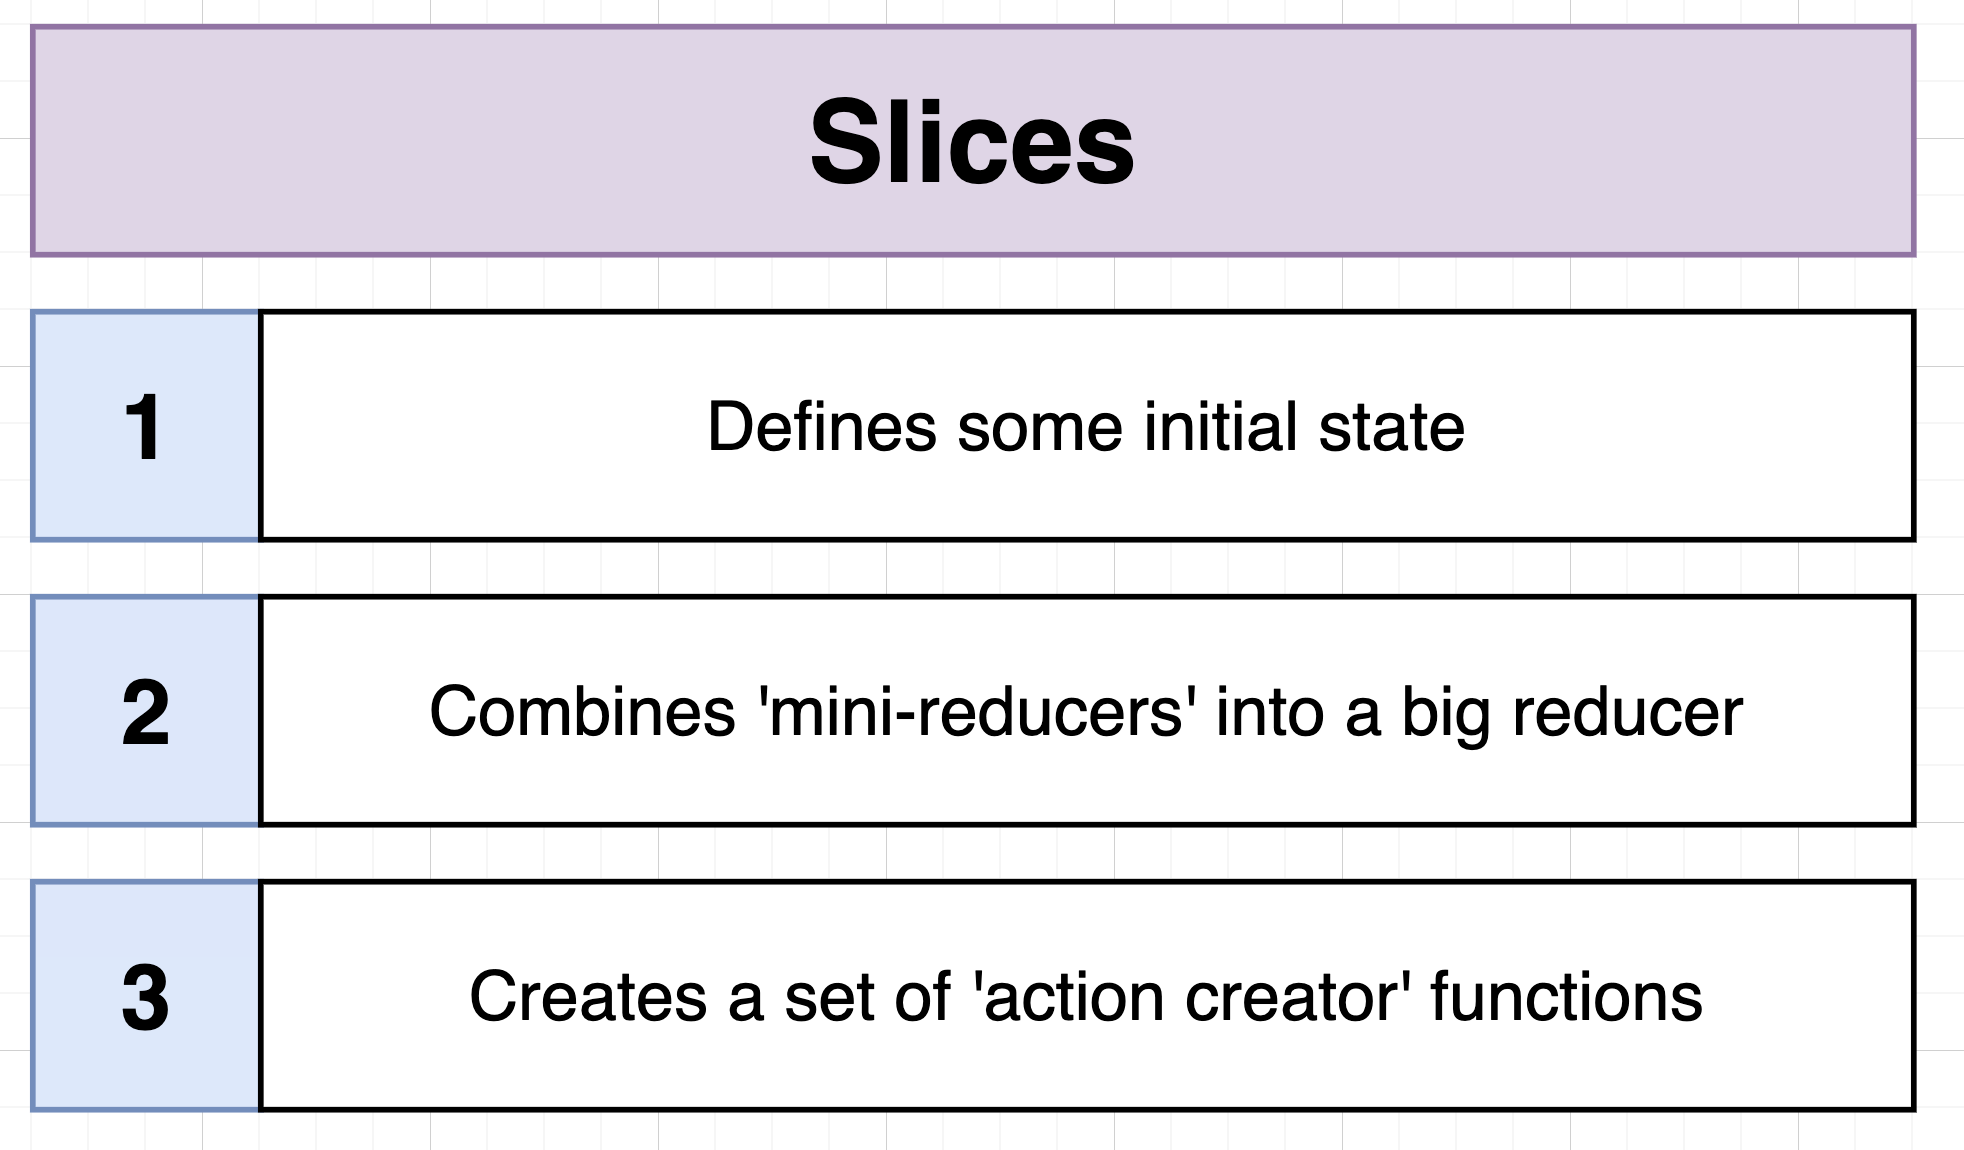 Slices
1
Defines some initial state
2
Combines 'mini-reducers' into a big reducer
3
Creates a set of 'action creator' functions